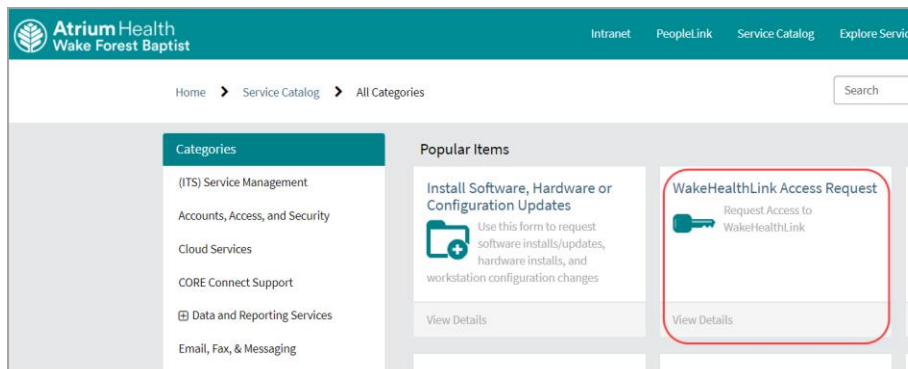 Atrium Health
Wake Forest Baptist
Intranet PeopleLink Service Catalog Explore
Home > Service Catalog > All Categories
Search
Categories
(ITS) Service Management
Accounts, Access, and Security
Cloud Services
CORE Connect Support
Data and Reporting Services
Email, Fax, & Messaging
Popular Items
Install Software, Hardware or
Configuration Updates
Use this form to request
software installs/updates,
hardware installs, and
workstation configuration changes
View Details
WakeHealthLink Access Request
Request Access to
WakeHealthLink
View Details